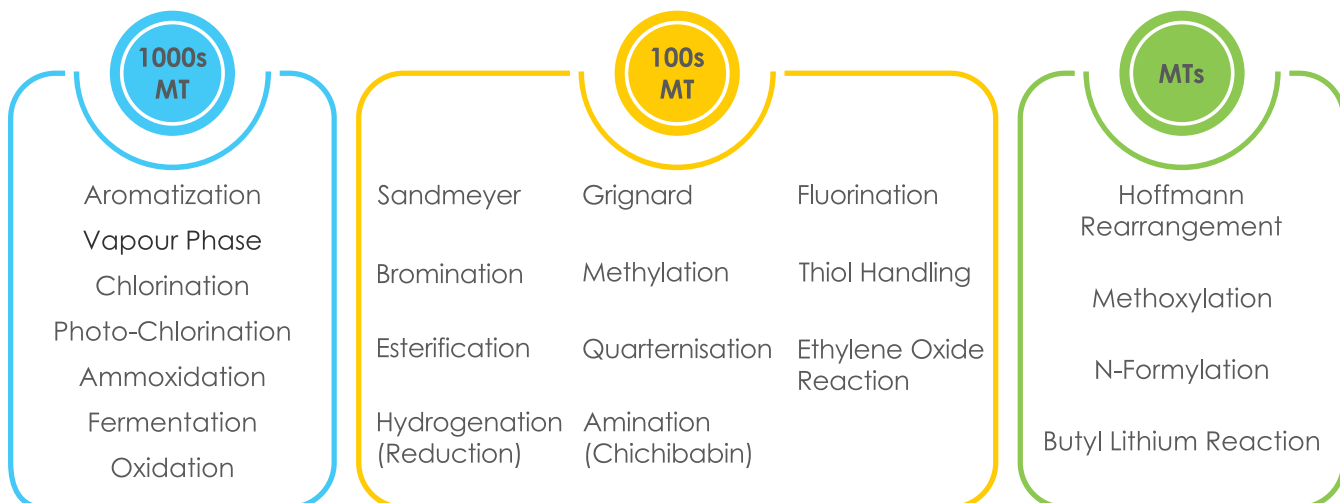 1000s
MT
Aromatization
Vapour Phase
Chlorination
Photo-Chlorination
Ammoxidation
Fermentation
Oxidation
100s
MT
Sandmeyer
Grignard
Fluorination
Bromination
Methylation
Thiol Handling
Esterification
Quarternisation
Ethylene Oxide
Reaction
Hydrogenation
(Reduction)
Amination
(Chichibabin)
MTs
Hoffmann
Rearrangement
Methoxylation
N-Formylation
Butyl Lithium Reaction